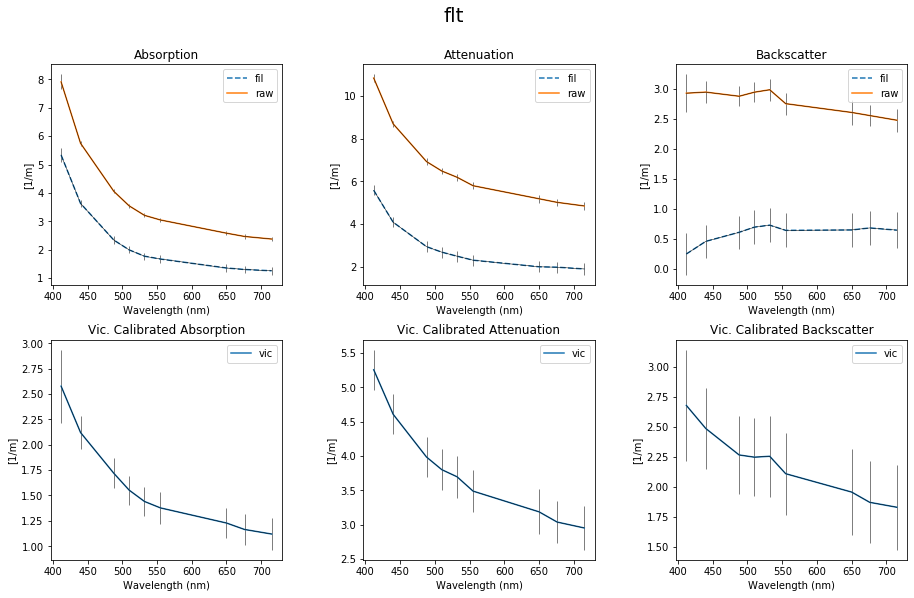 flt
Absorption
fil
raw
8
7
6
5
4
3
2
1
[1/m]
400 450 500 550 600 650 700
Wavelength (nm)
Attenuation
fil
raw
10
8
6
4
2
[1/m]
400 450 500 550 600 650 700
Wavelength (nm)
Backscatter
fil
raw
3.0
2.5
2.0
1.5
1.0
0.5
0.0
[1/m]
400 450 500 550 600 650 700
Wavelength (nm)
Vic. Calibrated Absorption
vic
3.00
2.75
2.50
2.25
2.00
1.75
1.50
1.25
1.00
[1/m]
400 450 500 550 600 650 700
Wavelength (nm)
Vic. Calibrated Attenuation
vic
5.5
5.0
4.5
4.0
3.5
3.0
2.5
[1/m]
400 450 500 550 600 650 700
Wavelength (nm)
Vic. Calibrated Backscatter
vic
3.00
2.75
2.50
2.25
2.00
1.75
1.50
[1/m]
400 450 500 550 600 650 700
Wavelength (nm)